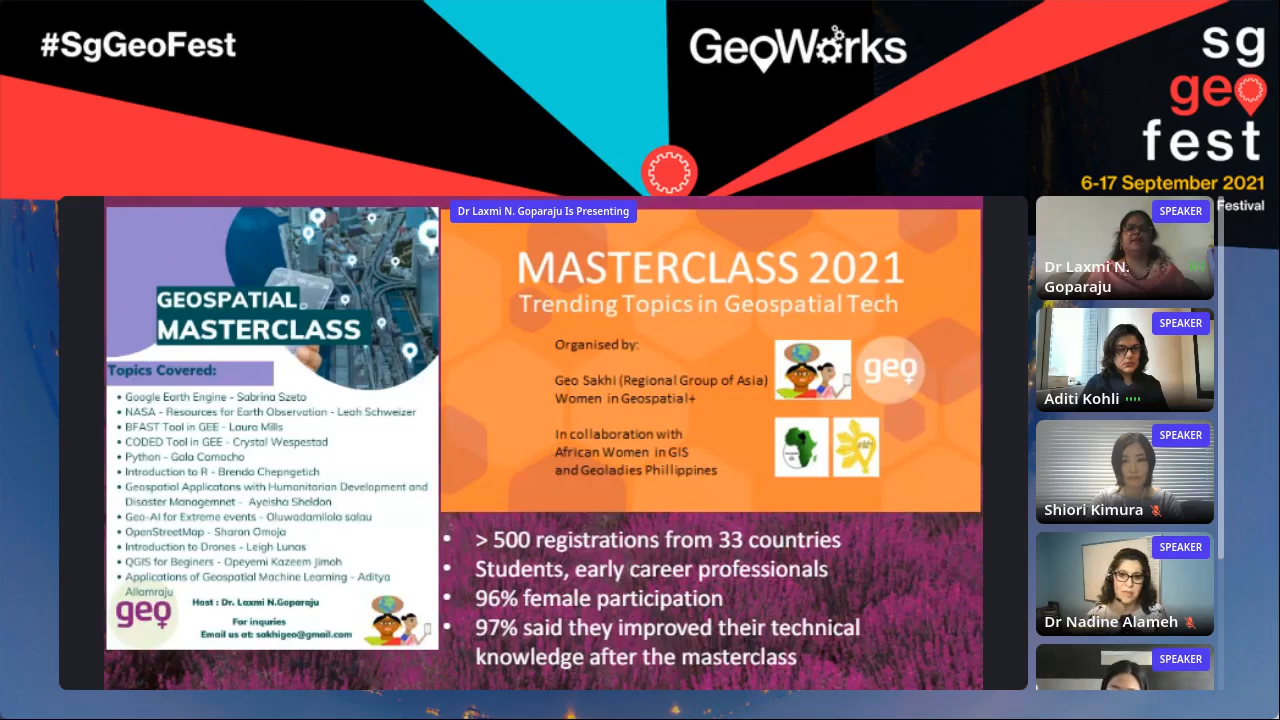 #SgGeoFest
GeoWorks
sg
geo
fest
6-17 September 2021
Festival
Dr Laxmi N. Goparaju Is Presenting
GEOSPATIAL
MASTERCLASS
Topics Covered:
• Google Earth Engine - Sabrina Szeto
• NASA - Resources for Earth Observation - Leah Schweizer
• BFAST Tool in GEE - Laura Mills
• CODED Tool in GEE - Crystal Wespestad
• Python - Gala Camacho
• Introduction to R - Brenda Chepngetich
• Geospatial Applicatons with Humanitarian Development and
Disaster Managemnet - Ayeisha Sheldon
• Geo-AI for Extreme events - Oluwadamilola salau
• OpenStreetMap - Sharon Omoja
• Introduction to Drones - Leigh Lunas
• QGIS for Beginers - Opeyemi Kazeem Jimoh
• Applications of Geospatial Machine Learning - Aditya
Allamraju
geo
Host : Dr. Laxmi N.Goparaju
For inquries
Email us at: sakhigeo@gmail.com
MASTERCLASS 2021
Trending Topics in Geospatial Tech
Organised by:
Geo Sakhi (Regional Group of Asia)
Women in Geospatial+
geo
In collaboration with
African Women in GIS
and Geoladies Phillippines
• > 500 registrations from 33 countries
• Students, early career professionals
• 96% female participation
• 97% said they improved their technical
knowledge after the masterclass
SPEAKER
Dr Laxmi N.
Goparaju
SPEAKER
Aditi Kohli
SPEAKER
Shiori Kimura
SPEAKER
Dr Nadine Alameh
SPEAKER